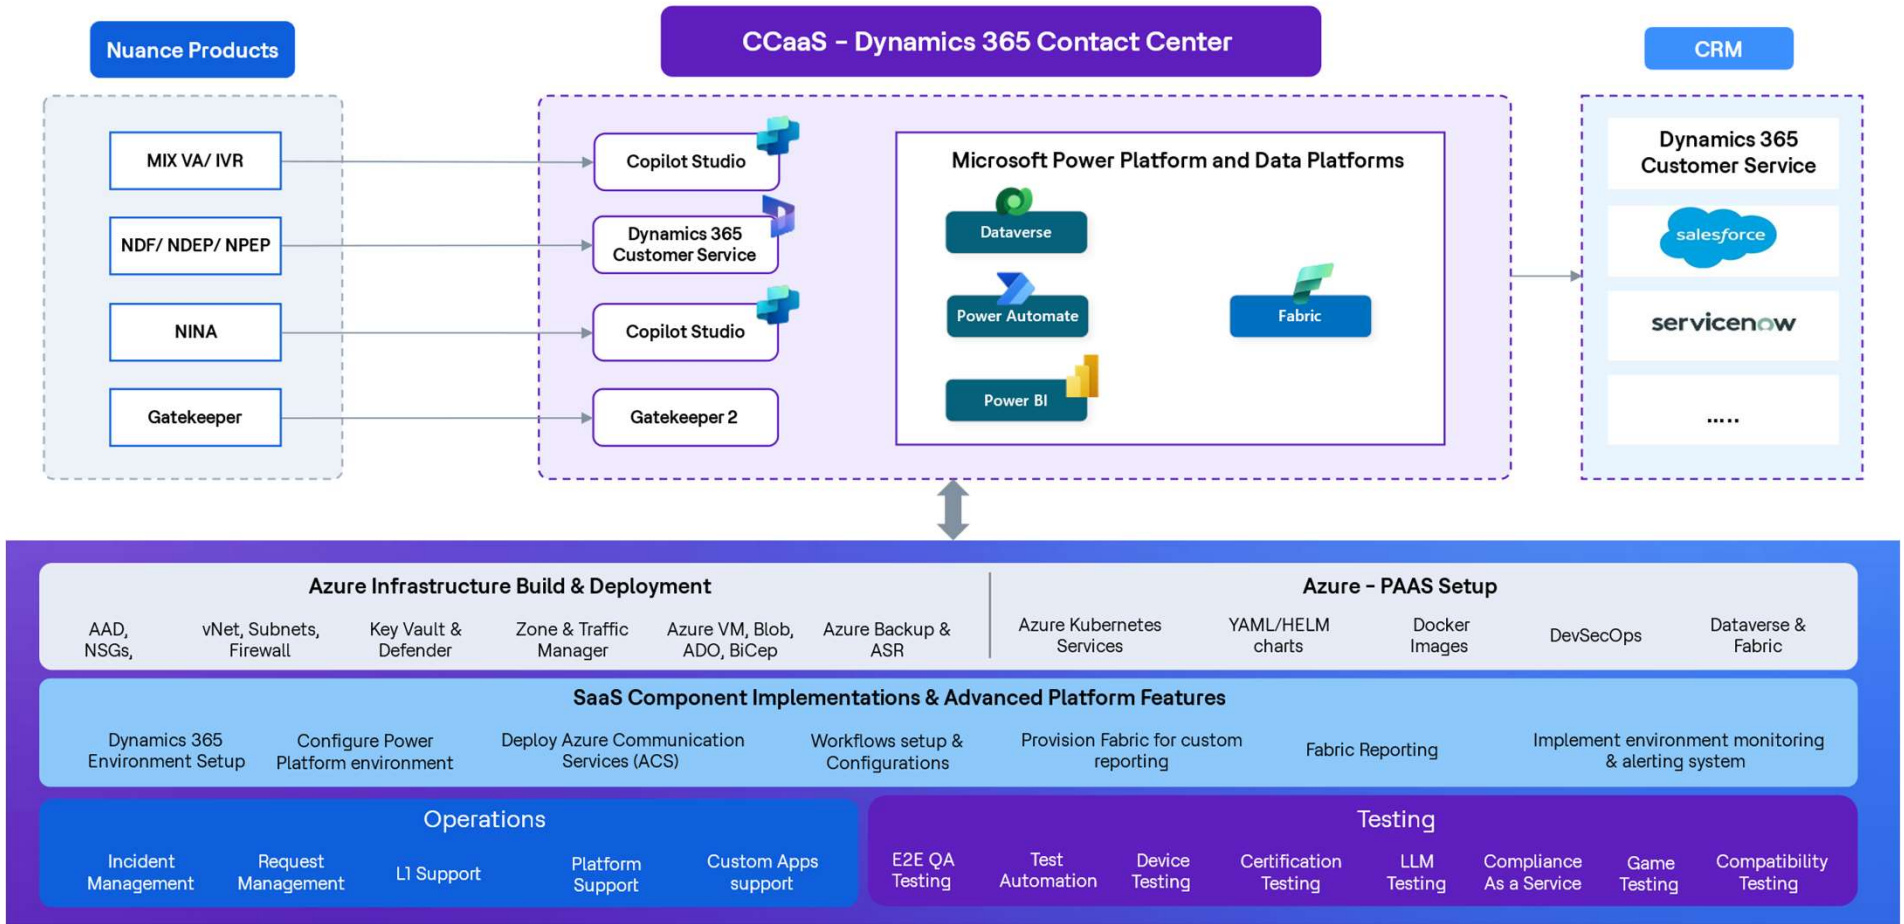 Nuance Products
CCaaS - Dynamics 365 Contact Center
CRM
MIX VA/ IVR
NDF/ NDEP/ NPEP
NINA
Gatekeeper
Copilot Studio
Dynamics 365
Customer Service
Copilot Studio
Gatekeeper 2
Microsoft Power Platform and Data Platforms
Dataverse
Power Automate
Power BI
Fabric
Dynamics 365
Customer Service
salesforce
servicenow
.....
Azure Infrastructure Build & Deployment
AAD,
NSGs,
vNet, Subnets,
Firewall
Key Vault &
Defender
Zone & Traffic
Manager
Azure VM, Blob,
ADO, BiCep
Azure Backup &
ASR
Azure - PAAS Setup
Azure Kubernetes
Services
YAML/HELM
charts
Docker
Images
DevSecOps
Dataverse &
Fabric
SaaS Component Implementations & Advanced Platform Features
Dynamics 365
Environment Setup
Configure Power
Platform environment
Deploy Azure Communication
Services (ACS)
Workflows setup &
Configurations
Provision Fabric for custom
reporting
Fabric Reporting
Implement environment monitoring
& alerting system
Operations
Incident
Management
Request
Management
L1 Support
Platform
Support
Custom Apps
support
Testing
E2E QA
Testing
Test
Automation
Device
Testing
Certification
Testing
LLM
Testing
Compliance
As a Service
Game
Testing
Compatibility
Testing